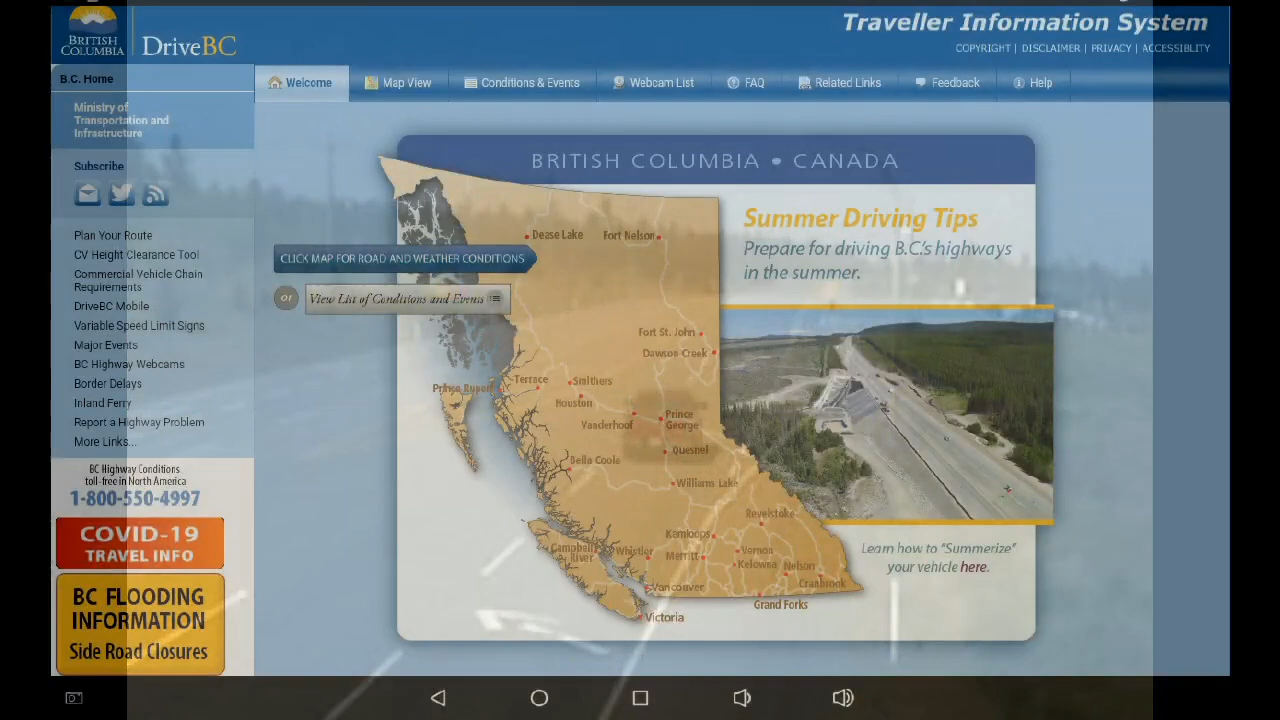 BRITISH
COLUMBIA
DriveBC
Traveller Information System
COPYRIGHT | DISCLAIMER | PRIVACY | ACCESSIBLITY
B.C. Home
Welcome
Map View
Conditions & Events
Webcam List
FAQ
Related Links
Feedback
Help
Ministry of
Transportation and
Infrastructure
Subscribe
Plan Your Route
CV Height Clearance Tool
Commercial Vehicle Chain
Requirements
DriveBC Mobile
Variable Speed Limit Signs
Major Events
BC Highway Webcams
Border Delays
Inland Ferry
Report a Highway Problem
More Links...
BC Highway Conditions
toll-free in North America
1-800-550-4997
COVID-19
TRAVEL INFO
BC FLOODING
INFORMATION
Side Road Closures
BRITISH COLUMBIA • CANADA
CLICK MAP FOR ROAD AND WEATHER CONDITIONS
OR
View List of Conditions and Events
Dease Lake
Fort Nelson
Fort St. John
Dawson Creek
Prince Rupert
Terrace
Smithers
Houston
Vanderhoof
Prince
George
Quesnel
Bella Coola
Williams Lake
Revelstoke
Kamloops
Campbell
River
Whistler
Merritt
Vernon
Kelowna
Nelson
Cranbrook
Vancouver
Grand Forks
Victoria
Summer Driving Tips
Prepare for driving B.C.'s highways
in the summer.
Learn how to "Summerize"
your vehicle here.